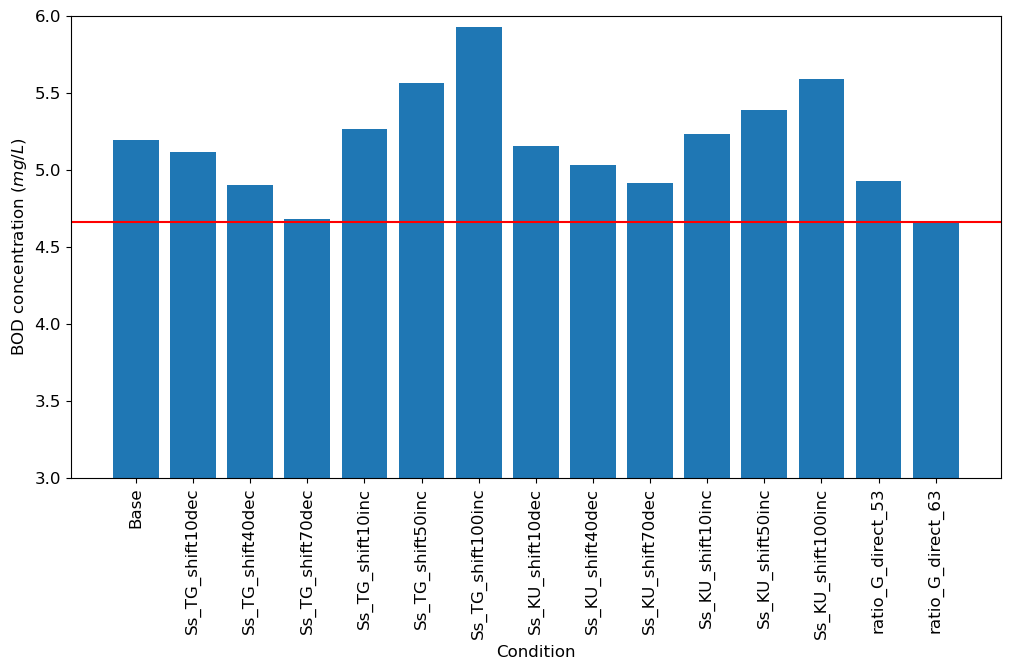 BOD concentration (mg/L)
6.0
5.5
5.0
4.5
4.0
3.5
3.0
Base
Ss_TG_shift10dec
Ss_TG_shift40dec
Ss_TG_shift70dec
Ss_TG_shift10inc
Ss_TG_shift50inc
Ss_TG_shift100inc
Ss_KU_shift10dec
Ss_KU_shift40dec
Ss_KU_shift70dec
Ss_KU_shift10inc
Ss_KU_shift50inc
Ss_KU_shift100inc
ratio_G_direct_53
ratio_G_direct_63
Condition